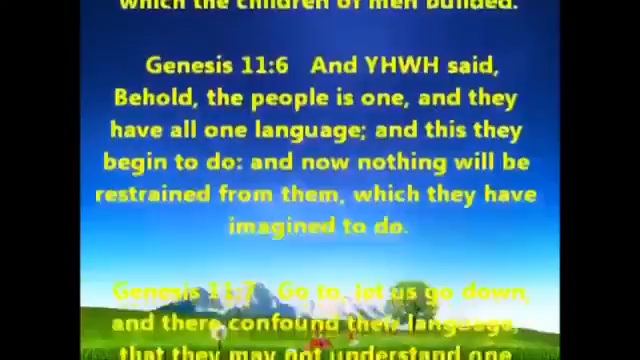 which the children of men builded.
Genesis 11:6 And YHWH said,
Behold, the people is one, and they
have all one language; and this they
begin to do: and now nothing will be
restrained from them, which they have
imagined to do.
Genesis 11:7 Go to, let us go down,
and there confound their language,
that they may not understand one